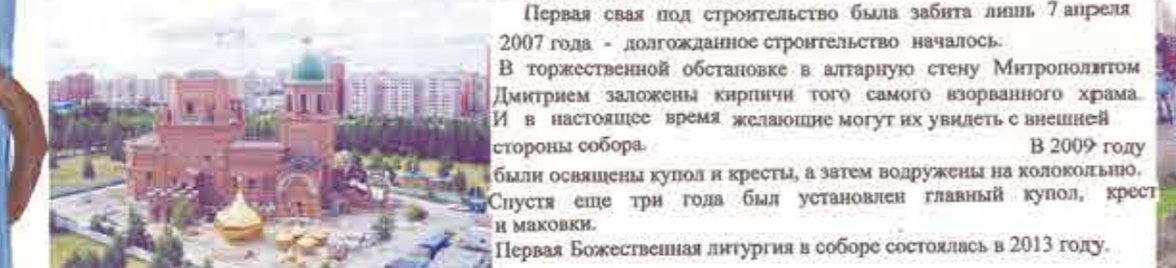 Первая свая под строительство была забита лишь 7 апреля
2007 года - долгожданное строительство началось.
В торжественной обстановке в алтарную стену Митрополитом
Дмитрием заложены кирпичи того самого взорванного храма.
И в настоящее время желающие могут их увидеть с внешней
стороны собора. В 2009 году
были освящены купол и кресты, а затем водружены на колокольню.
Спустя еще три года был установлен главный купол, крест
и маковки.
Первая Божественная литургия в соборе состоялась в 2013 году.